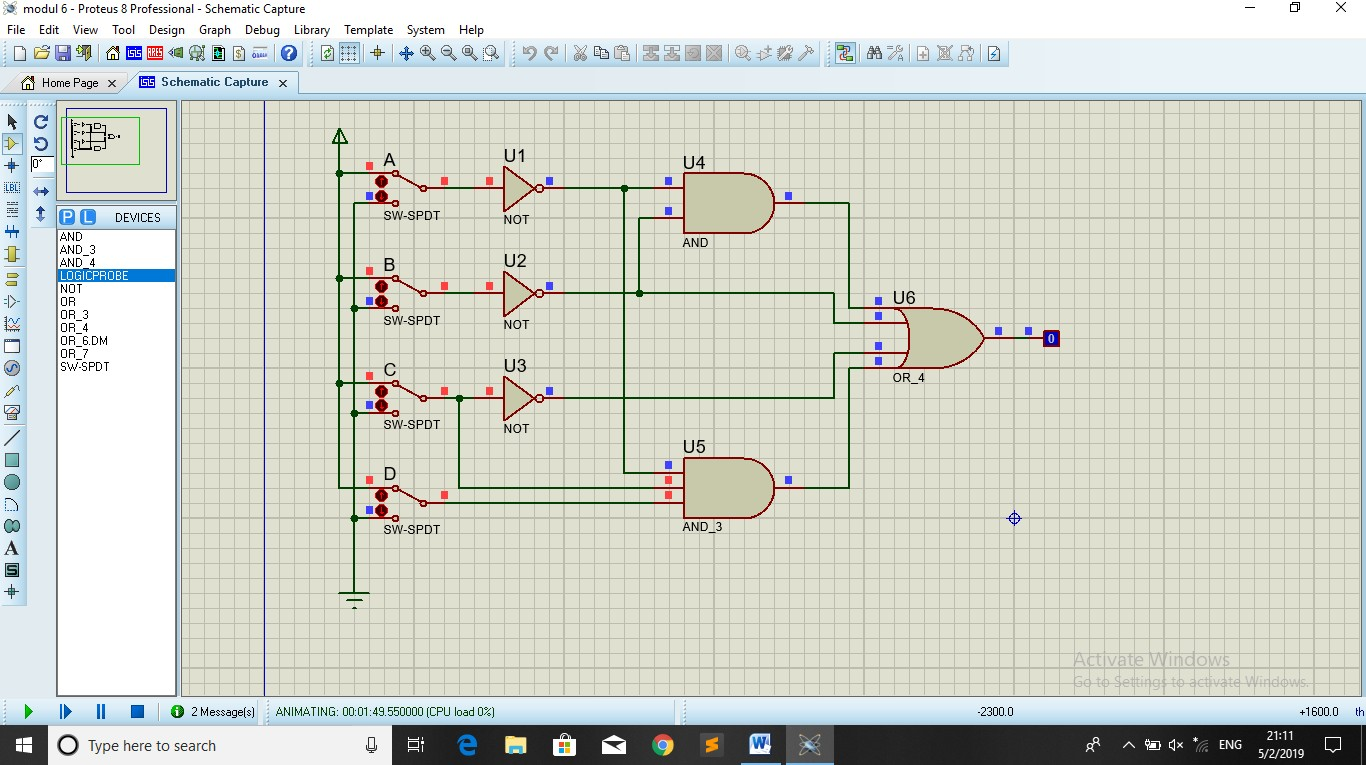 modul 6 - Proteus 8 Professional - Schematic Capture
File Edit View Tool Design Graph Debug Library Template System Help
Home Page
Schematic Capture
0°
LBL
P L DEVICES
AND
AND_3
AND_4
LOGICPROBE
NOT
OR
OR_3
OR_4
OR_6.DM
OR_7
SW-SPDT
A
A
SW-SPDT
U1
NOT
U4
AND
B
SW-SPDT
U2
NOT
U6
OR_4
0
C
SW-SPDT
U3
NOT
U5
AND_3
D
SW-SPDT
Activate Windows
Go to Settings to activate Windows.
2 Message(s)
ANIMATING: 00:01:49.550000 (CPU load 0%)
-2300.0
+1600.0
th
Type here to search
ENG
21:11
5/2/2019